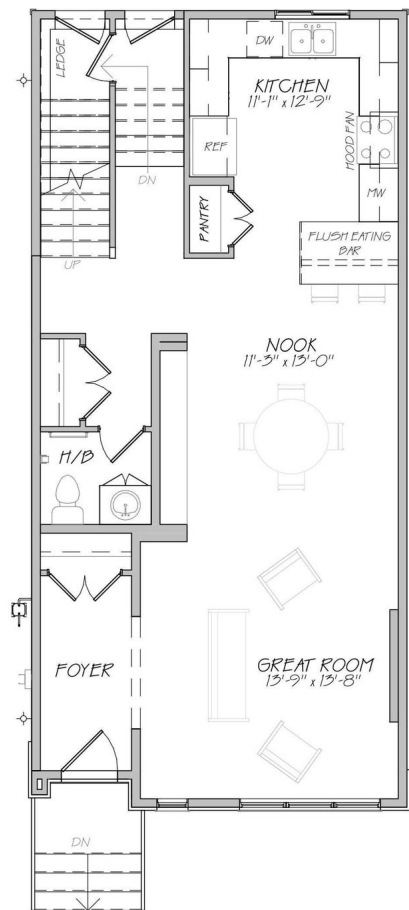 LEDGE
DW
KITCHEN
11'-1" x 12'-9"
HOOD FAN
REF
DN
MW
PANTRY
UP
FLUSH EATING
BAR
NOOK
11'-3" x 13'-0"
H/B
FOYER
GREAT ROOM
13'-9" x 13'-8"
DN